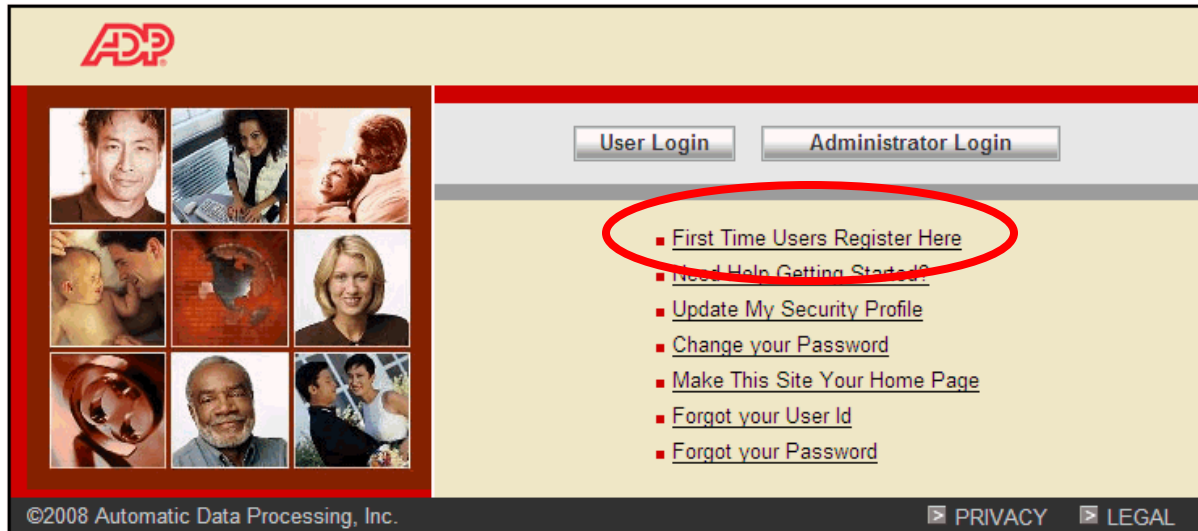 ADP
User Login Administrator Login
First Time Users Register Here
Need Help Getting Started?
Update My Security Profile
Change your Password
Make This Site Your Home Page
Forgot your User Id
Forgot your Password
©2008 Automatic Data Processing, Inc. PRIVACY LEGAL